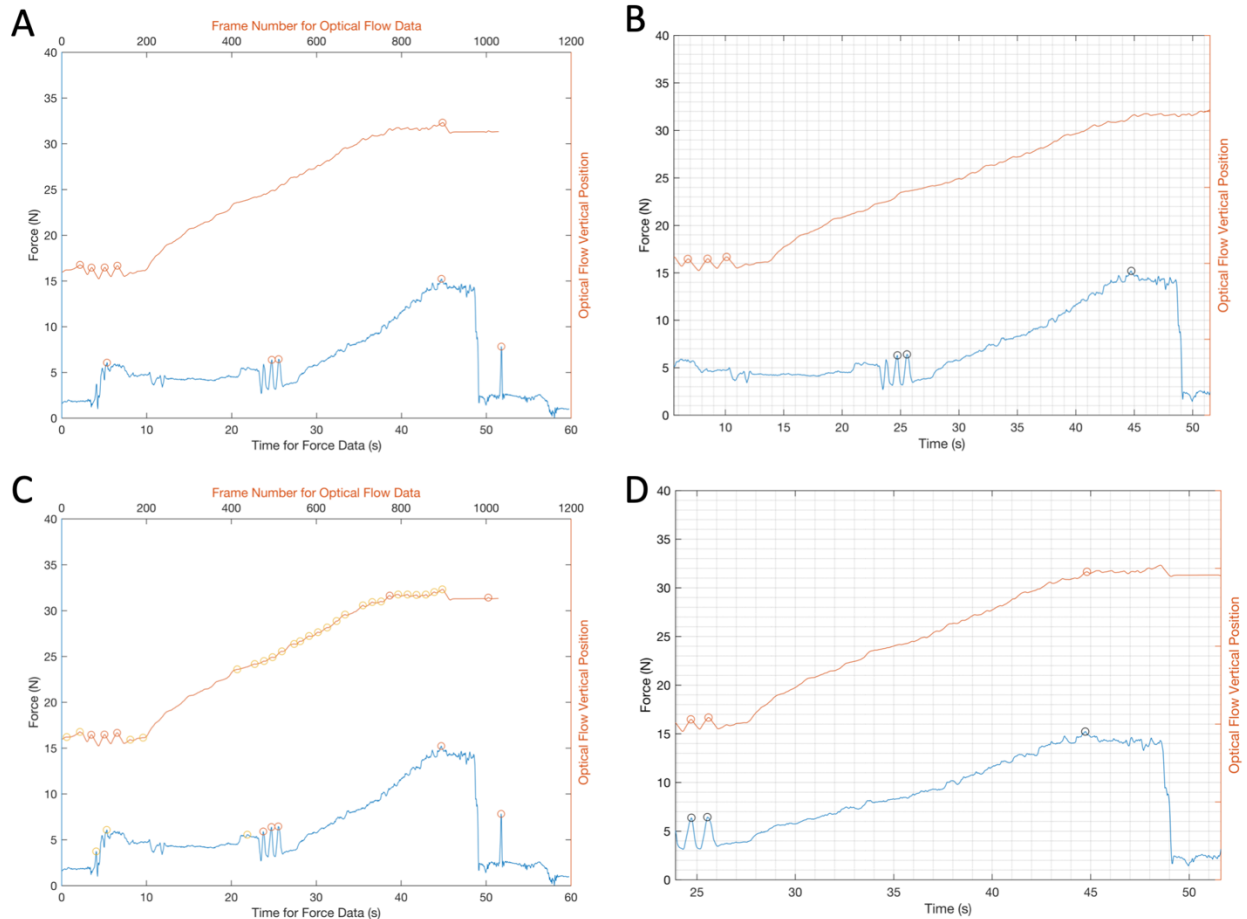 A
Frame Number for Optical Flow Data
0 200 400 600 800 1000 1200
40
35
30
25
20
15
10
5
0
Force (N)
Optical Flow Vertical Position
0 10 20 30 40 50 60
Time for Force Data (s)
B
40
35
30
25
20
15
10
5
0
Force (N)
Optical Flow Vertical Position
10 15 20 25 30 35 40 45 50
Time (s)
C
Frame Number for Optical Flow Data
0 200 400 600 800 1000 1200
40
35
30
25
20
15
10
5
0
Force (N)
Optical Flow Vertical Position
0 10 20 30 40 50 60
Time for Force Data (s)
D
40
35
30
25
20
15
10
5
0
Force (N)
Optical Flow Vertical Position
25 30 35 40 45 50
Time (s)